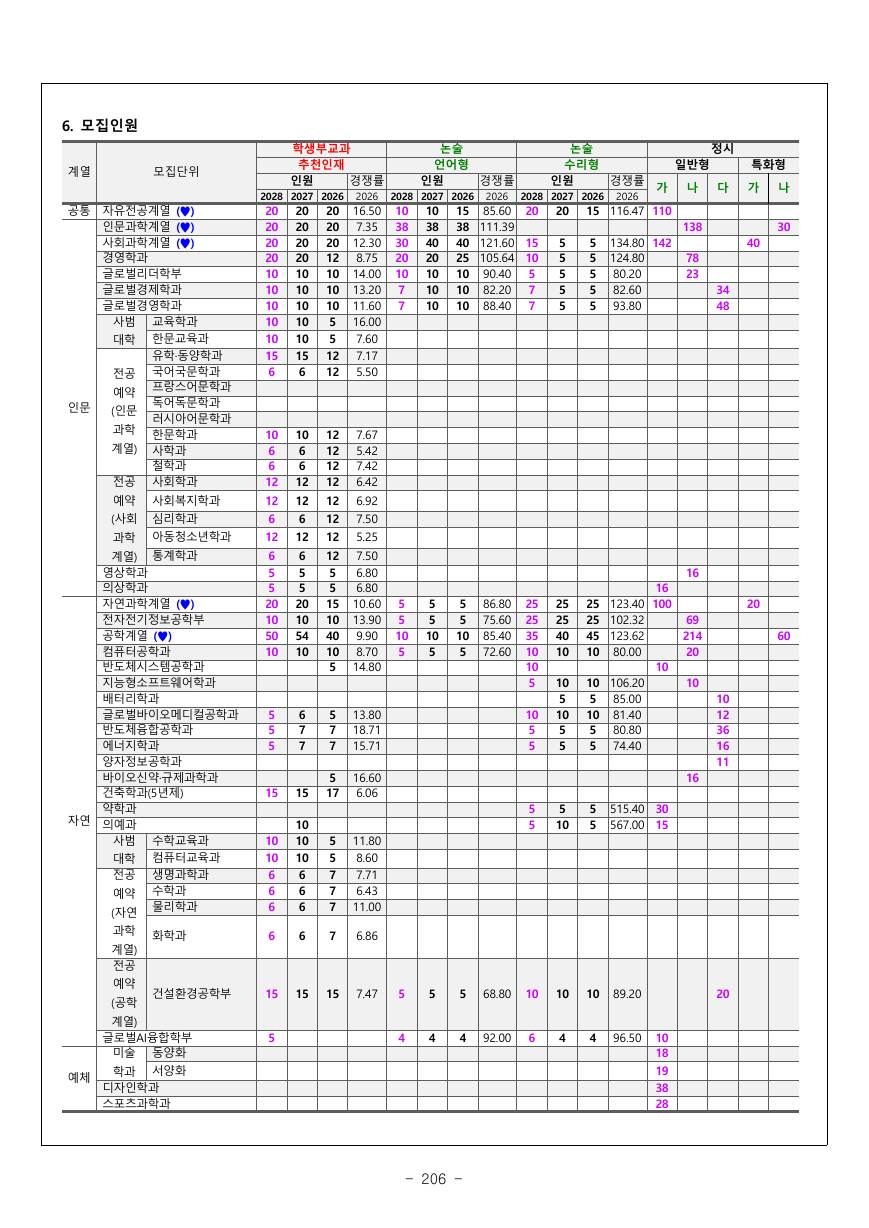 6. 모집인원
계열 모집단위 학생부교과 논술 논술 정시
추천인재 언어형 수리형 일반형 특화형
인원 경쟁률 인원 경쟁률 인원 경쟁률 가 나 다 가 나
2028 2027 2026 2026 2028 2027 2026 2026 2028 2027 2026 2026
공통 자유전공계열 (♥) 20 20 20 16.50 10 10 15 85.60 20 20 15 116.47 110
인문 인문과학계열 (♥) 20 20 20 7.35 38 38 38 111.39 138 30
사회과학계열 (♥) 20 20 20 12.30 30 40 40 121.60 15 5 5 134.80 142 40
경영학과 20 20 12 8.75 20 20 25 105.64 10 5 5 124.80 78
글로벌리더학부 10 10 10 14.00 10 10 10 90.40 5 5 5 80.20 23
글로벌경제학과 10 10 10 13.20 7 10 10 82.20 7 5 5 82.60 34
글로벌경영학과 10 10 10 11.60 7 10 10 88.40 7 5 5 93.80 48
사범 교육학과 10 10 5 16.00
대학 한문교육과 10 10 5 7.60
전공 예약 (인문 과학 계열) 유학·동양학과 15 15 12 7.17
국어국문학과 6 6 12 5.50
프랑스어문학과
독어독문학과
러시아어문학과
한문학과 10 10 12 7.67
사학과 6 6 12 5.42
철학과 6 6 12 7.42
전공 예약 (사회 과학 계열) 사회학과 12 12 12 6.42
사회복지학과 12 12 12 6.92
심리학과 6 6 12 7.50
아동청소년학과 12 12 12 5.25
통계학과 6 6 12 7.50
영상학과 5 5 5 6.80 16
의상학과 5 5 5 6.80 16
자연 자연과학계열 (♥) 20 20 15 10.60 5 5 5 86.80 25 25 25 123.40 100 20
전자전기정보공학부 10 10 10 13.90 5 5 5 75.60 25 25 25 102.32 69
공학계열 (♥) 50 54 40 9.90 10 10 10 85.40 35 40 45 123.62 214 60
컴퓨터공학과 10 10 10 8.70 5 5 5 72.60 10 10 10 80.00 20
반도체시스템공학과 5 14.80 10 10
지능형소프트웨어학과 5 10 10 106.20 10
배터리학과 5 5 85.00 10
글로벌바이오메디컬공학과 5 6 5 13.80 10 10 10 81.40 12
반도체융합공학과 5 7 7 18.71 5 5 5 80.80 36
에너지학과 5 7 7 15.71 5 5 5 74.40 16
양자정보공학과 11
바이오신약·규제과학과 5 16.60 16
건축학과(5년제) 15 15 17 6.06
약학과 5 5 5 515.40 30
의예과 10 5 10 5 567.00 15
사범 수학교육과 10 10 5 11.80
대학 컴퓨터교육과 10 10 5 8.60
전공 예약 (자연 과학 계열) 생명과학과 6 6 7 7.71
수학과 6 6 7 6.43
물리학과 6 6 7 11.00
화학과 6 6 7 6.86
전공 예약 (공학 계열) 건설환경공학부 15 15 15 7.47 5 5 5 68.80 10 10 10 89.20 20
글로벌AI융합학부 5 4 4 4 92.00 6 4 4 96.50 10
예체 미술 동양화 18
학과 서양화 19
디자인학과 38
스포츠과학과 28
- 206 -